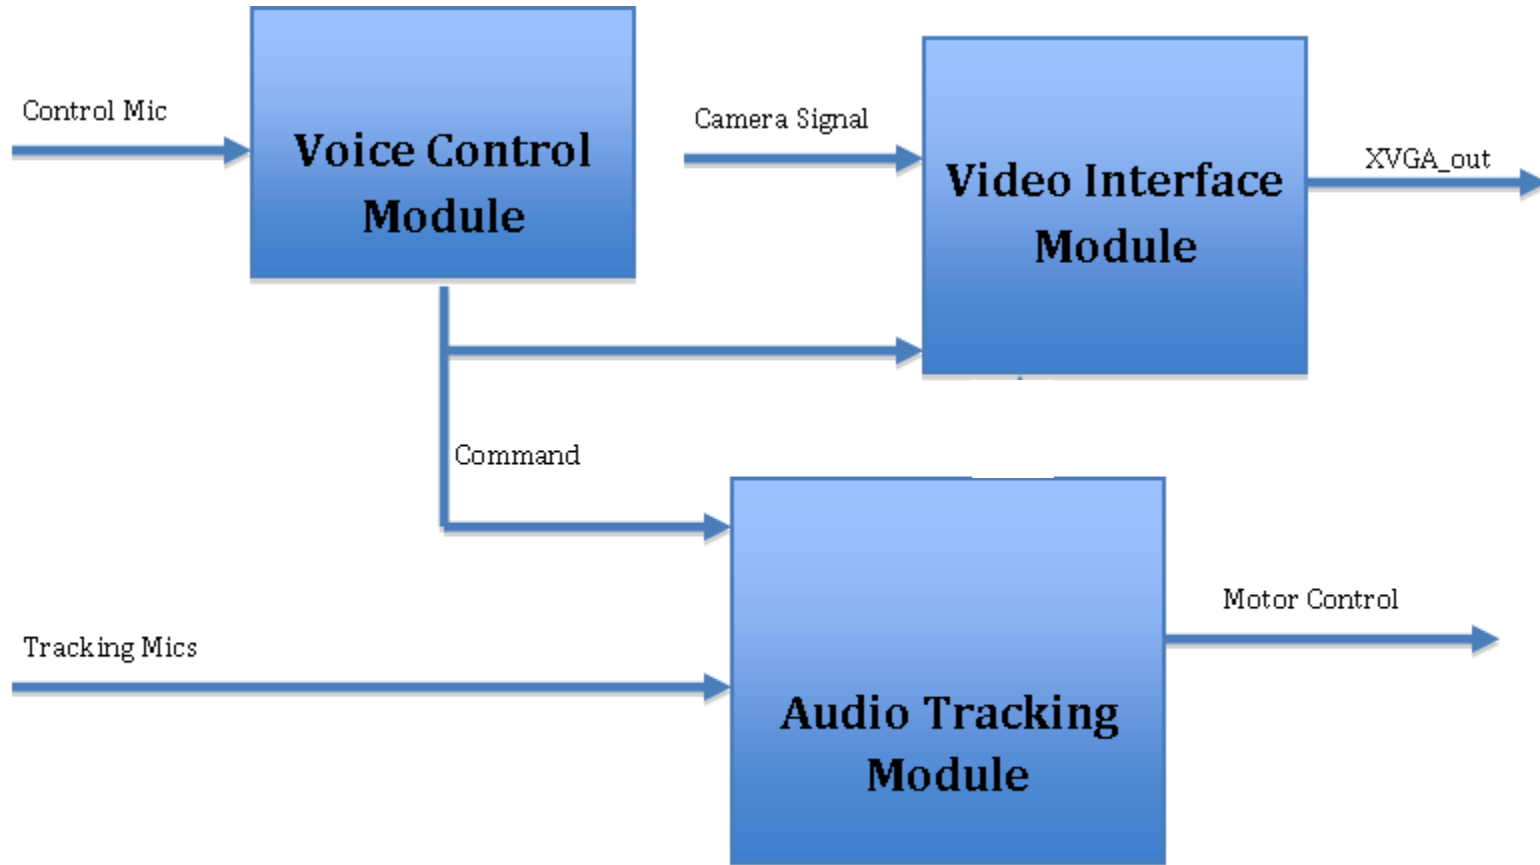 Control Mic
Voice Control
Module
Camera Signal
Video Interface
Module
XVGA_out
Command
Tracking Mics
Audio Tracking
Module
Motor Control